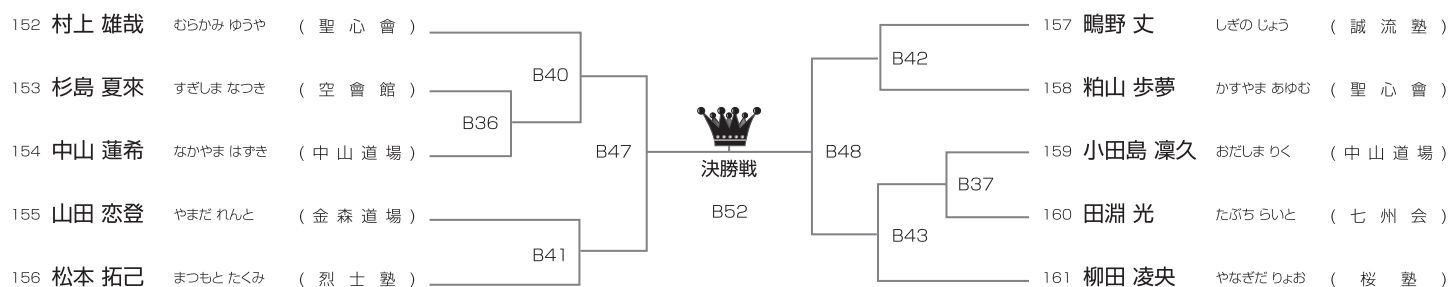 152 村上 雄哉 むらかみ ゆうや （聖心會）
153 杉島 夏來 すぎしま なつき （空會館）
154 中山 蓮希 なかやま はずき （中山道場）
155 山田 恋登 やまだ れんと （金森道場）
156 松本 拓己 まつもと たくみ （烈士塾）
B40
B36
B47
B41
決勝戦
B52
B42
B48
B37
B43
157 鴫野 丈 しぎの じょう （誠流塾）
158 粕山 歩夢 かすやま あゆむ （聖心會）
159 小田島 凜久 おだしま りく （中山道場）
160 田淵 光 たぶち らいと （七州会）
161 柳田 凌央 やなぎだ りょお （桜塾）